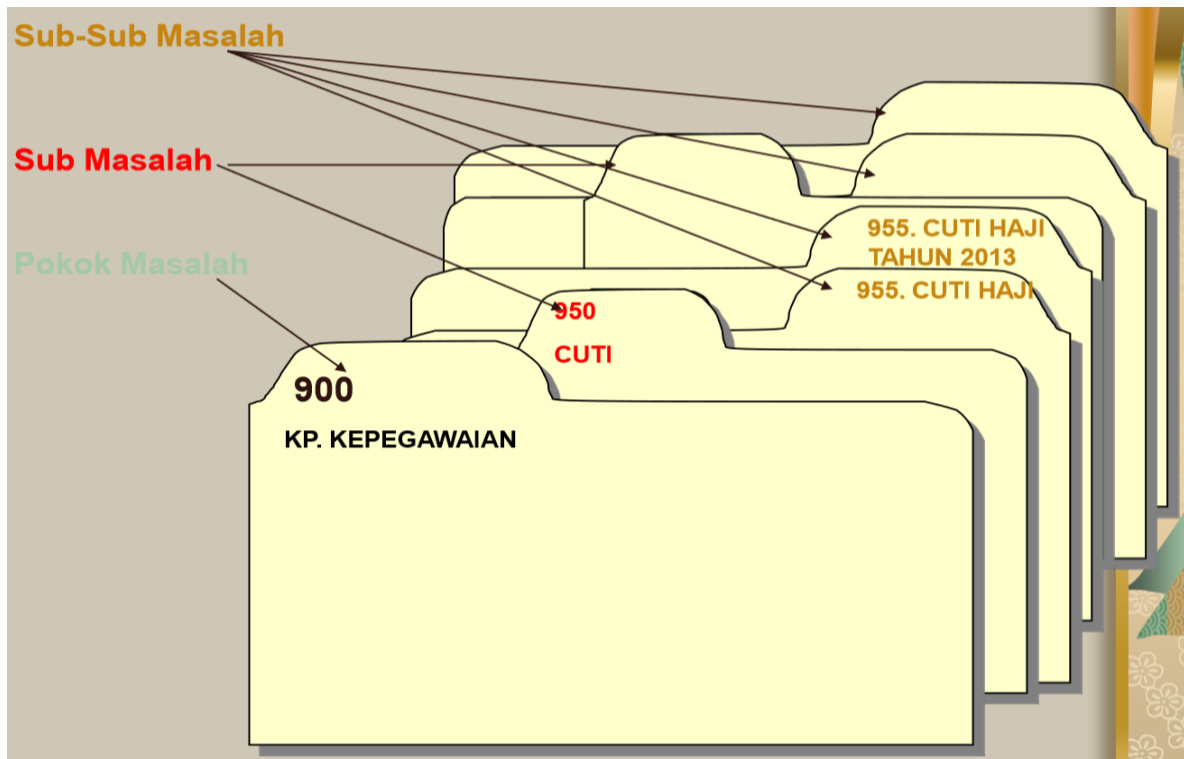 Sub-Sub Masalah
Sub Masalah
Pokok Masalah
955. CUTI HAJI
TAHUN 2013
955. CUTI HAJI
950
CUTI
900
KP. KEPEGAWAIAN